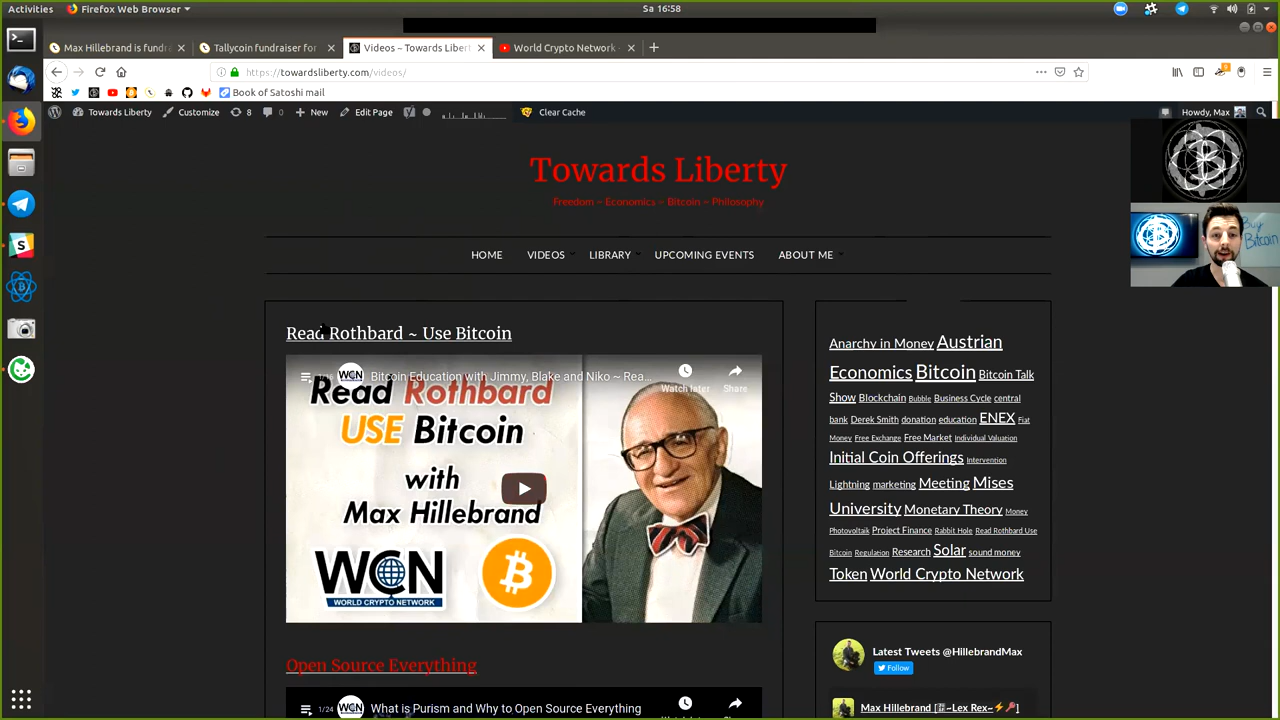 Activities
Firefox Web Browser
Sa 16:58
Max Hillebrand is fundr
Tallycoin fundraiser for
Videos ~ Towards Libert
World Crypto Network -
https://towardsliberty.com/videos/
Book of Satoshi mail
Towards Liberty
Customize
8
0
New
Edit Page
Clear Cache
Howdy, Max
Towards Liberty
Freedom ~ Economics ~ Bitcoin ~ Philosophy
HOME VIDEOS LIBRARY UPCOMING EVENTS ABOUT ME
Buy
Bitcoin
Read Rothbard ~ Use Bitcoin
WCN
Bitcoin Education with Jimmy, Blake and Niko ~ Rea...
Watch later
Share
Read Rothbard
USE Bitcoin
with
Max Hillebrand
WCN
WORLD CRYPTO NETWORK
Open Source Everything
1/24
WCN
What is Purism and Why to Open Source Everything
Anarchy in Money Austrian
Economics Bitcoin Bitcoin Talk
Show Blockchain Bubble Business Cycle central
bank Derek Smith donation education ENEX Fiat
Money Free Exchange Free Market Individual Valuation
Initial Coin Offerings Intervention
Lightning marketing Meeting Mises
University Monetary Theory Money
Photovoltaik Project Finance Rabbit Hole Read Rothbard Use
Bitcoin Regulation Research Solar sound money
Token World Crypto Network
Latest Tweets @HillebrandMax
Follow
Max Hillebrand [ ~Lex Rex~⚡ ]